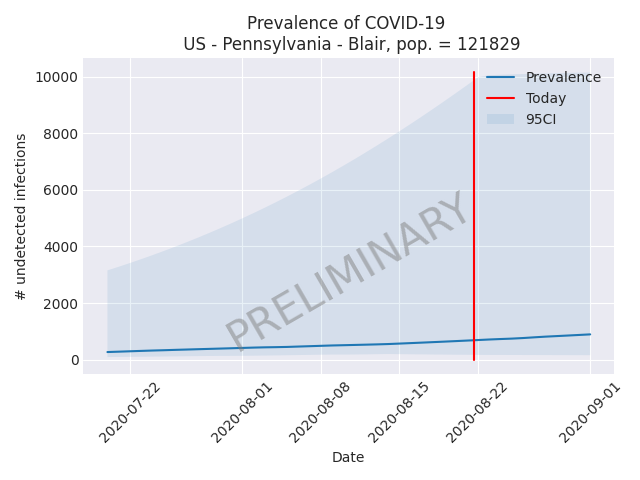 Prevalence of COVID-19
US - Pennsylvania - Blair, pop. = 121829
Prevalence
Today
95CI
# undetected infections
10000
8000
6000
4000
2000
0
PRELIMINARY
2020-07-22
2020-08-01
2020-08-08
2020-08-15
2020-08-22
2020-09-01
Date